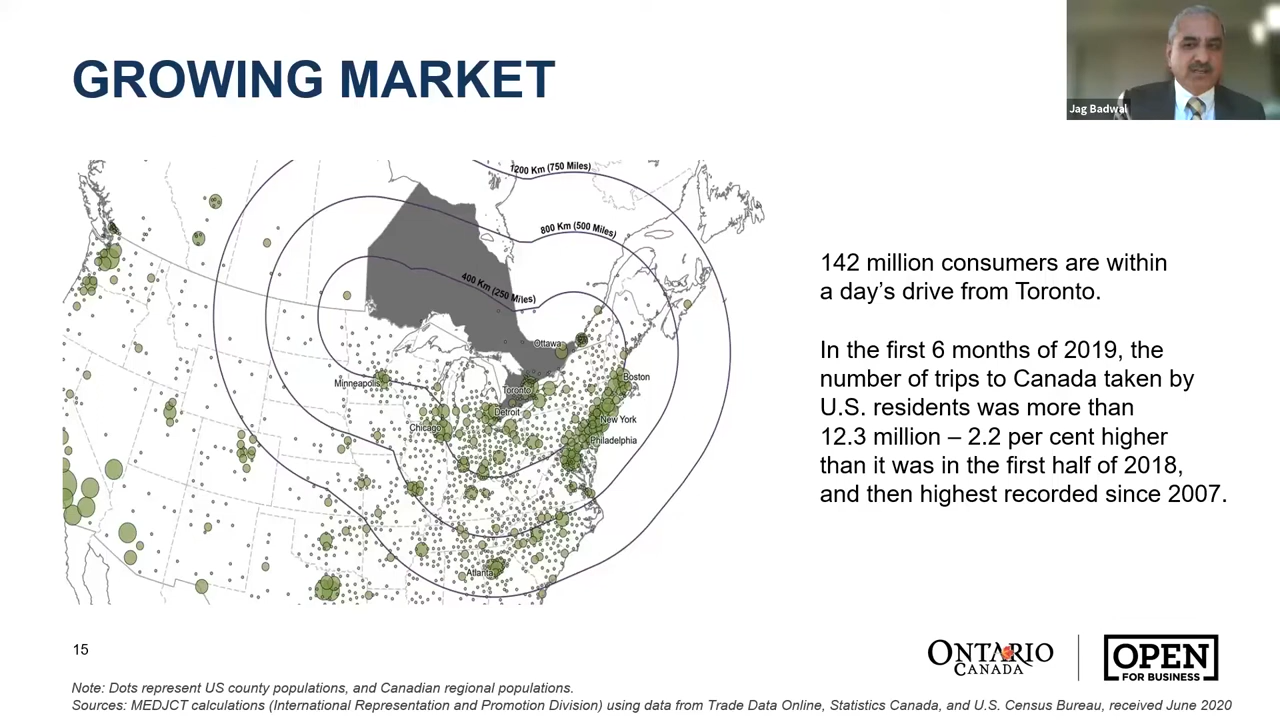 GROWING MARKET
Jag Badwal
1200 Km (750 Miles)
800 Km (500 Miles)
400 Km (250 Miles)
Ottawa
Minneapolis
Toronto
Boston
Detroit
New York
Chicago
Philadelphia
Atlanta
142 million consumers are within
a day’s drive from Toronto.
In the first 6 months of 2019, the
number of trips to Canada taken by
U.S. residents was more than
12.3 million – 2.2 per cent higher
than it was in the first half of 2018,
and then highest recorded since 2007.
15
ONTARIO
CANADA
OPEN
FOR BUSINESS
Note: Dots represent US county populations, and Canadian regional populations.
Sources: MEDJCT calculations (International Representation and Promotion Division) using data from Trade Data Online, Statistics Canada, and U.S. Census Bureau, received June 2020